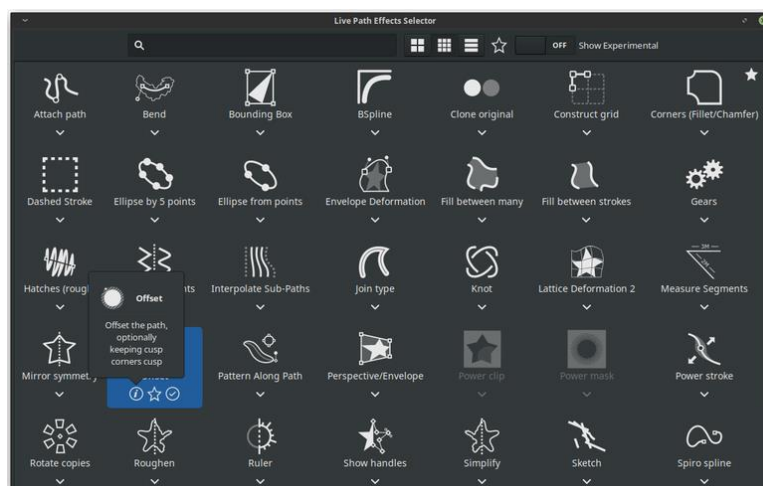 Live Path Effects Selector
OFF Show Experimental
Attach path Bend Bounding Box BSpline Clone original Construct grid Corners (Fillet/Chamfer)
Dashed Stroke Ellipse by 5 points Ellipse from points Envelope Deformation Fill between many Fill between strokes Gears
Hatches (rough Interpolate Sub-Paths Join type Knot Lattice Deformation 2 Measure Segments
Offset
Offset the path,
optionally
keeping cusp
corners cusp
Mirror symmetry Pattern Along Path Perspective/Envelope Power clip Power mask Power stroke
Rotate copies Roughen Ruler Show handles Simplify Sketch Spiro spline